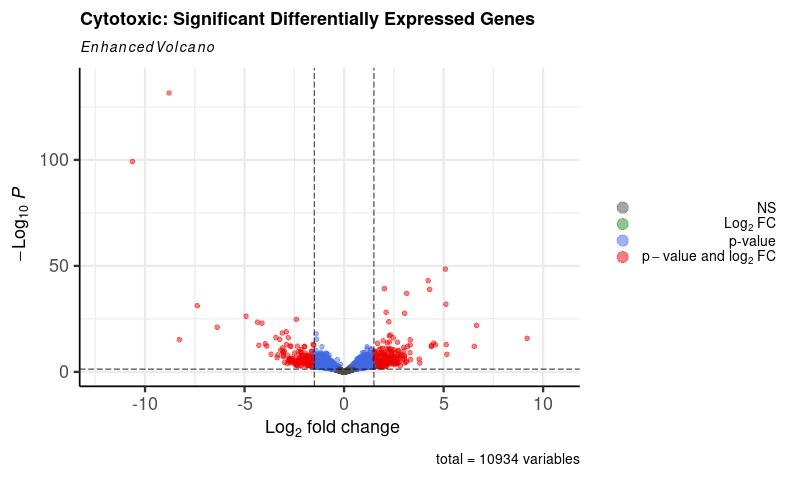 Cytotoxic: Significant Differentially Expressed Genes
EnhancedVolcano
−Log10 P
100
50
0
-10
-5
0
5
10
Log2 fold change
NS
Log2 FC
p-value
p − value and log2 FC
total = 10934 variables